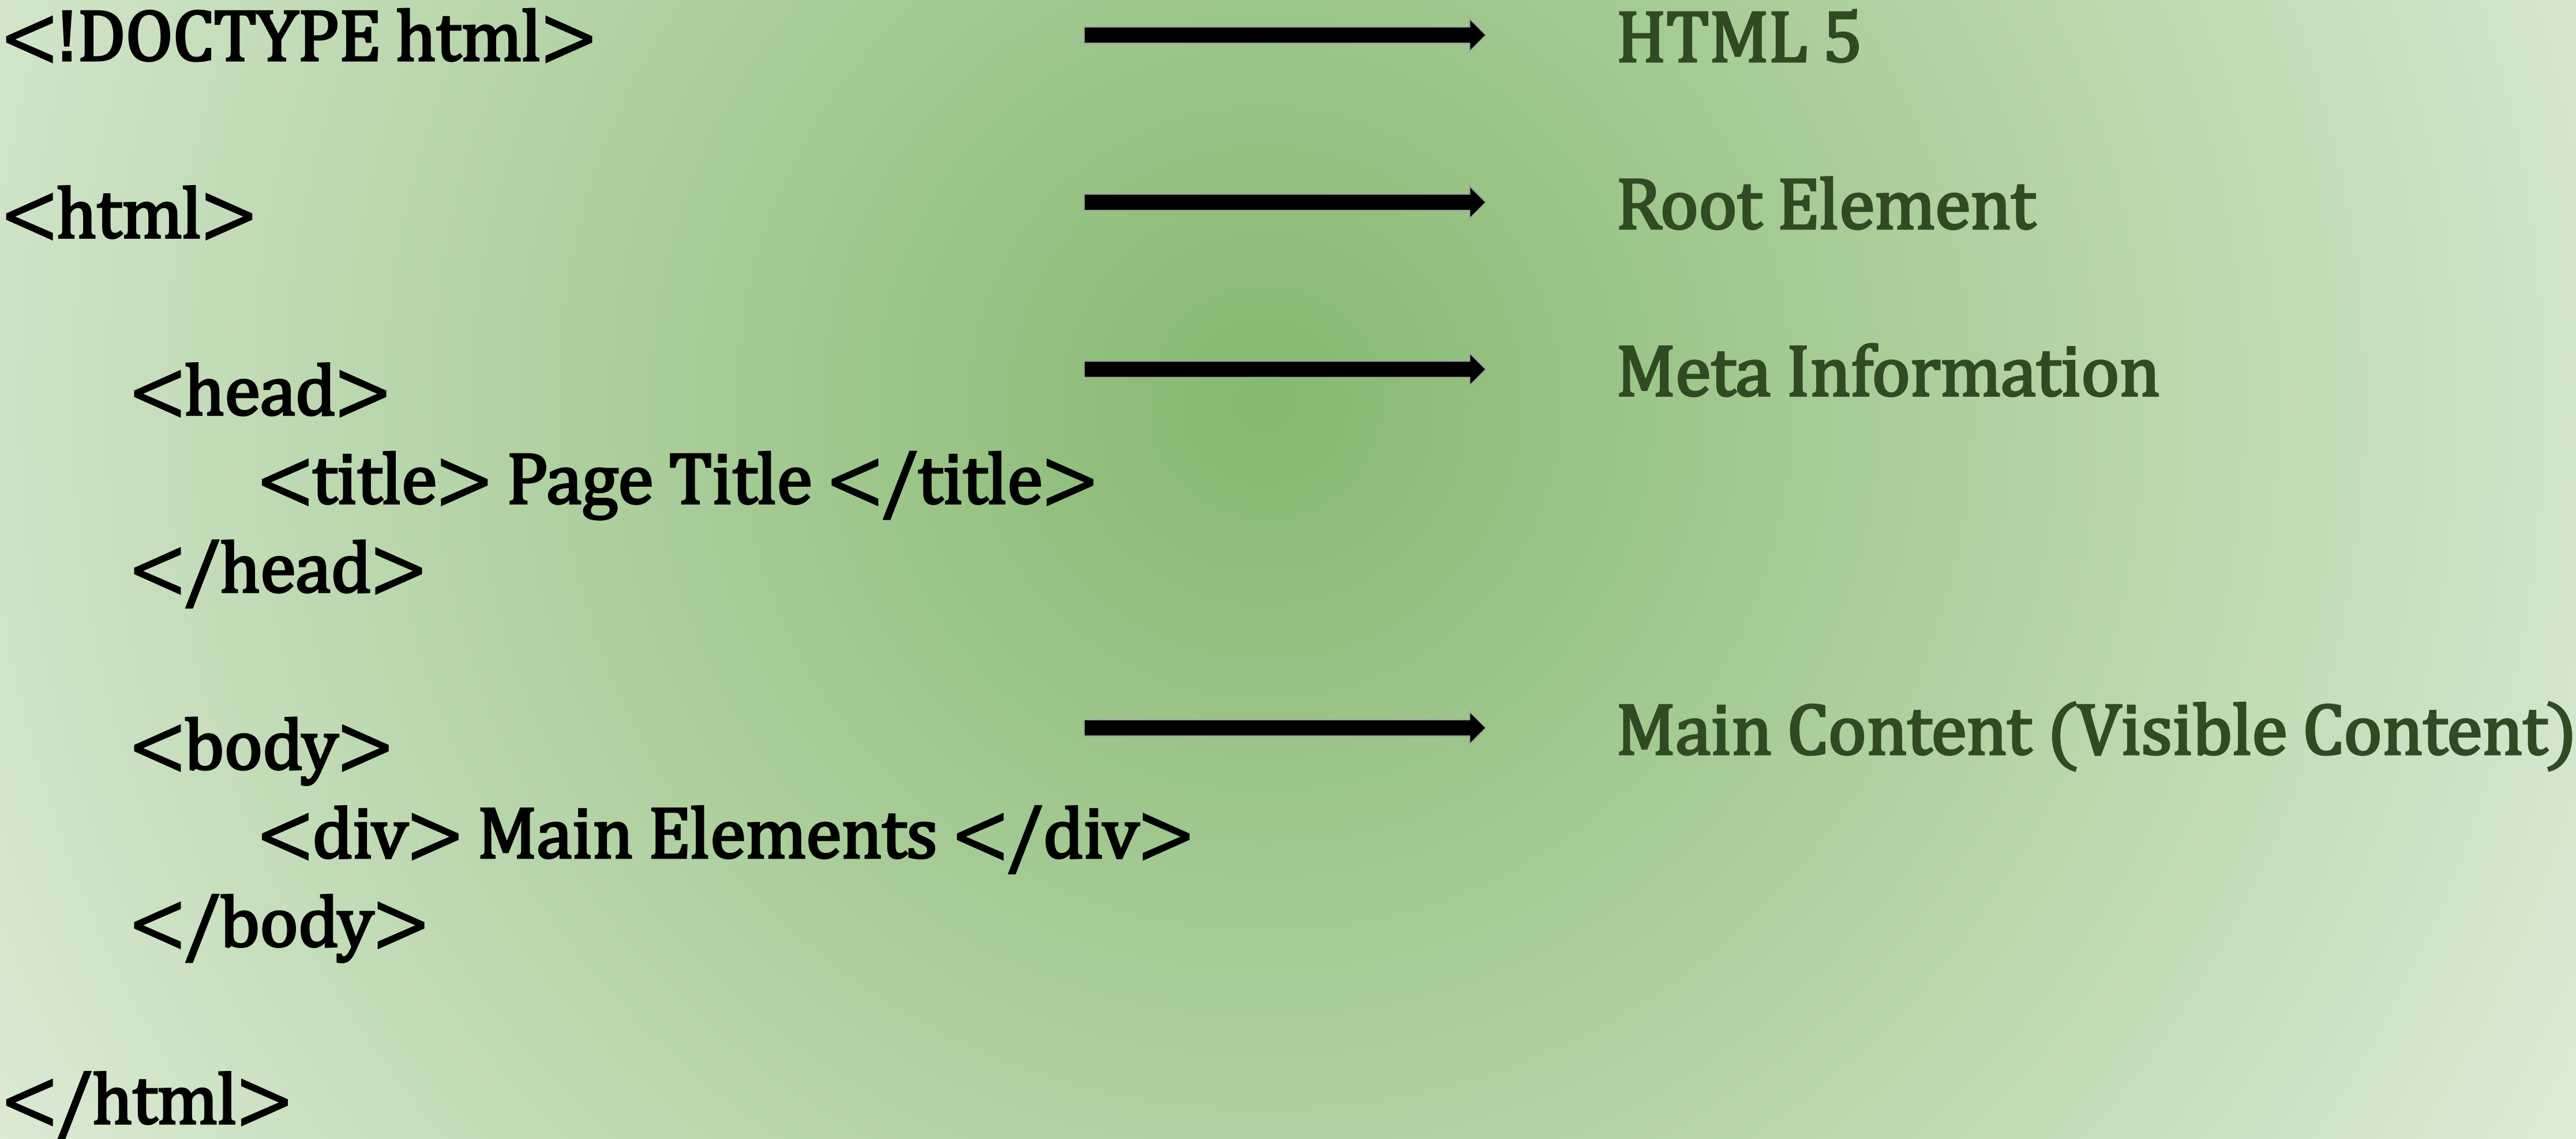 <!DOCTYPE html> HTML 5
<html> Root Element
<head> Meta Information
<title> Page Title </title>
</head>
<body> Main Content (Visible Content)
<div> Main Elements </div>
</body>
</html>